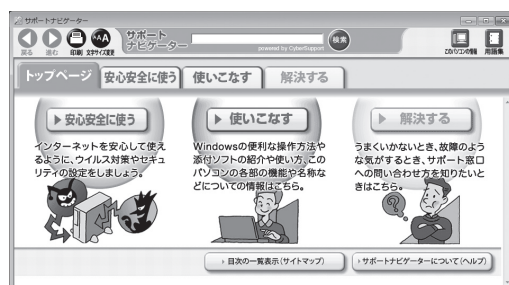 サポートナビゲーター
戻る 進む 印刷 文字サイズ変更 サポートナビゲーター powered by CyberSupport 検索 このパソコンの情報 用語集
トップページ 安心安全に使う 使いこなす 解決する
安心安全に使う
インターネットを安心して使え
るように、ウイルス対策やセキュ
リティの設定をしましょう。
使いこなす
Windowsの便利な操作方法や
添付ソフトの紹介や使い方、この
パソコンの各部の機能や名称な
どについての情報はこちら。
解決する
うまくいかないとき、故障のよう
な気がするとき、サポート窓口
への問い合わせ方を知りたいと
きはこちら。
目次の一覧表示(サイトマップ) サポートナビゲーターについて(ヘルプ)